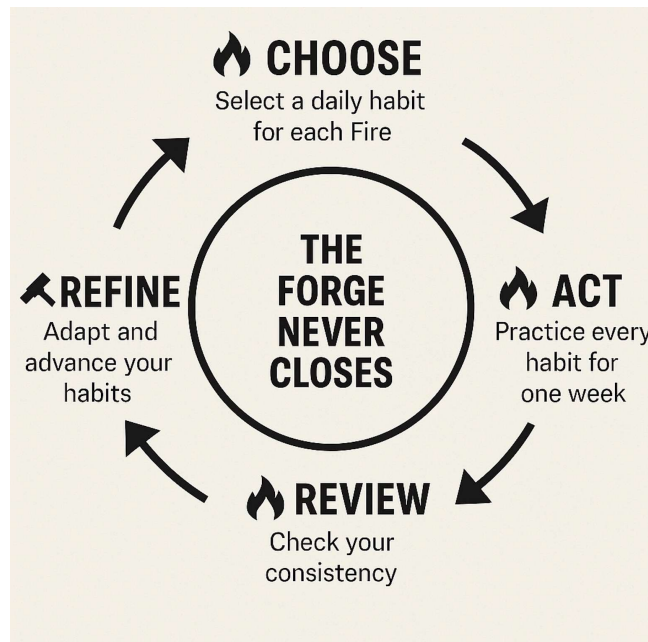 CHOOSE
Select a daily habit
for each Fire
ACT
Practice every
habit for
one week
REVIEW
Check your
consistency
REFINE
Adapt and
advance your
habits
THE
FORGE
NEVER
CLOSES